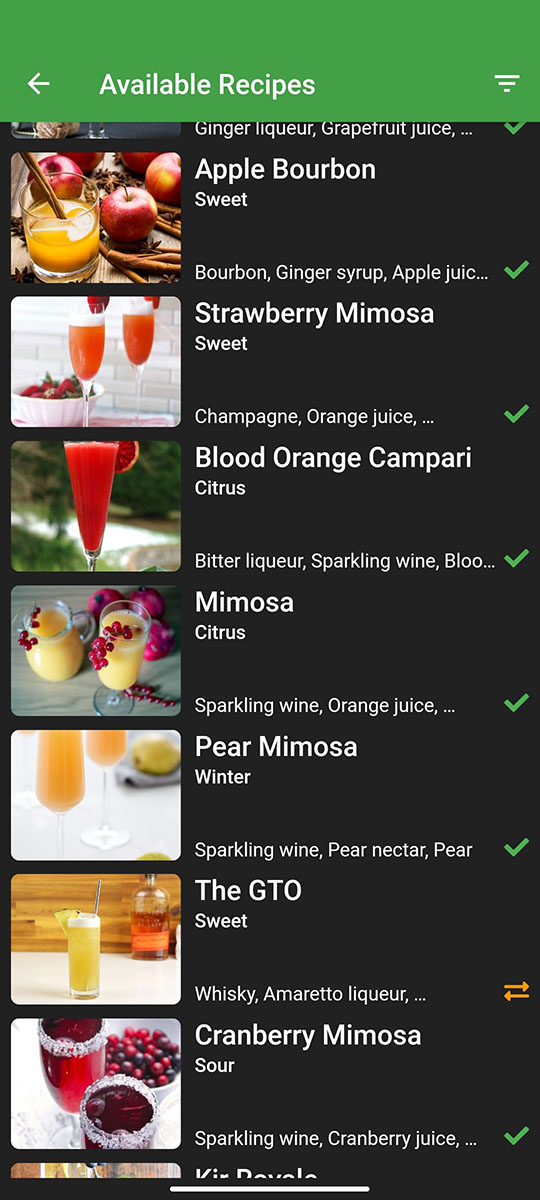 Available Recipes
Ginger liqueur, Grapefruit juice, ...
Apple Bourbon
Sweet
Bourbon, Ginger syrup, Apple juic...
Strawberry Mimosa
Sweet
Champagne, Orange juice, ...
Blood Orange Campari
Citrus
Bitter liqueur, Sparkling wine, Bloo...
Mimosa
Citrus
Sparkling wine, Orange juice, ...
Pear Mimosa
Winter
Sparkling wine, Pear nectar, Pear
The GTO
Sweet
Whisky, Amaretto liqueur, ...
Cranberry Mimosa
Sour
Sparkling wine, Cranberry juice, ...
Kir Royale